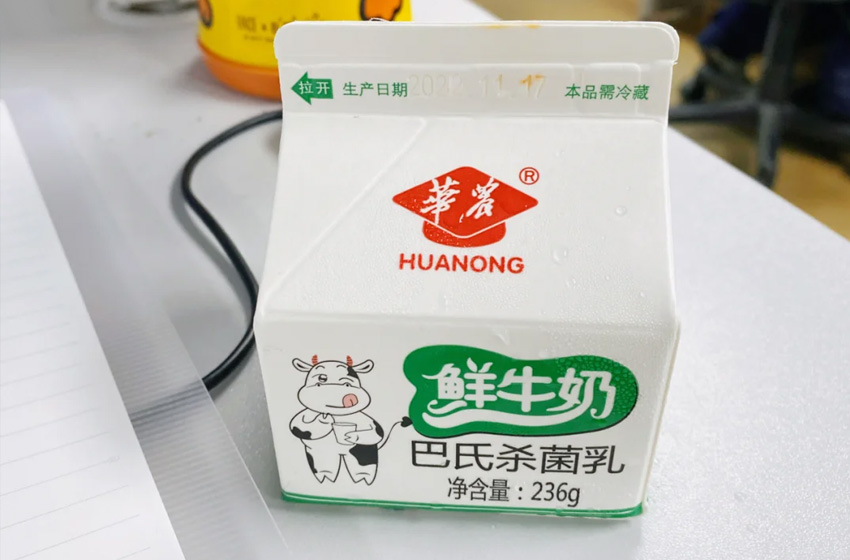 拉开 生产日期 2022 11 17 本品需冷藏
華農®
HUANONG
鲜牛奶
巴氏杀菌乳
净含量：236g